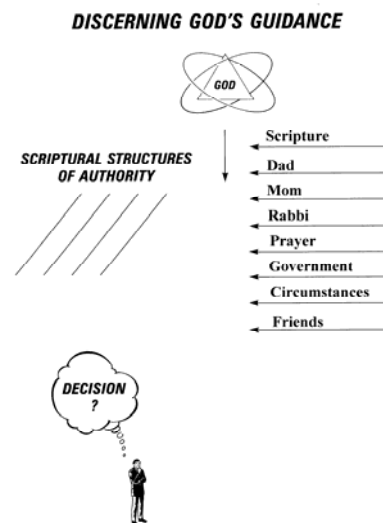 DISCERNING GOD'S GUIDANCE
GOD
SCRIPTURAL STRUCTURES
OF AUTHORITY
Scripture
Dad
Mom
Rabbi
Prayer
Government
Circumstances
Friends
DECISION
?